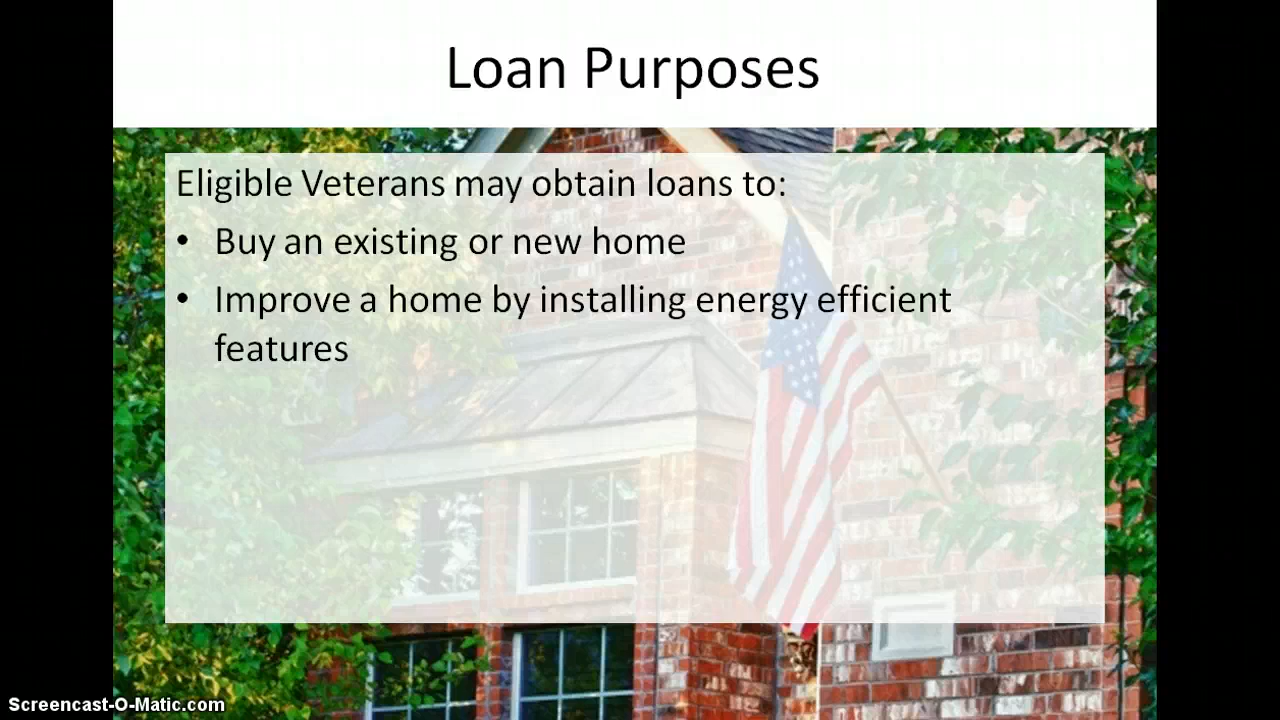 Loan Purposes
Eligible Veterans may obtain loans to:
• Buy an existing or new home
• Improve a home by installing energy efficient
features
Screencast-O-Matic.com